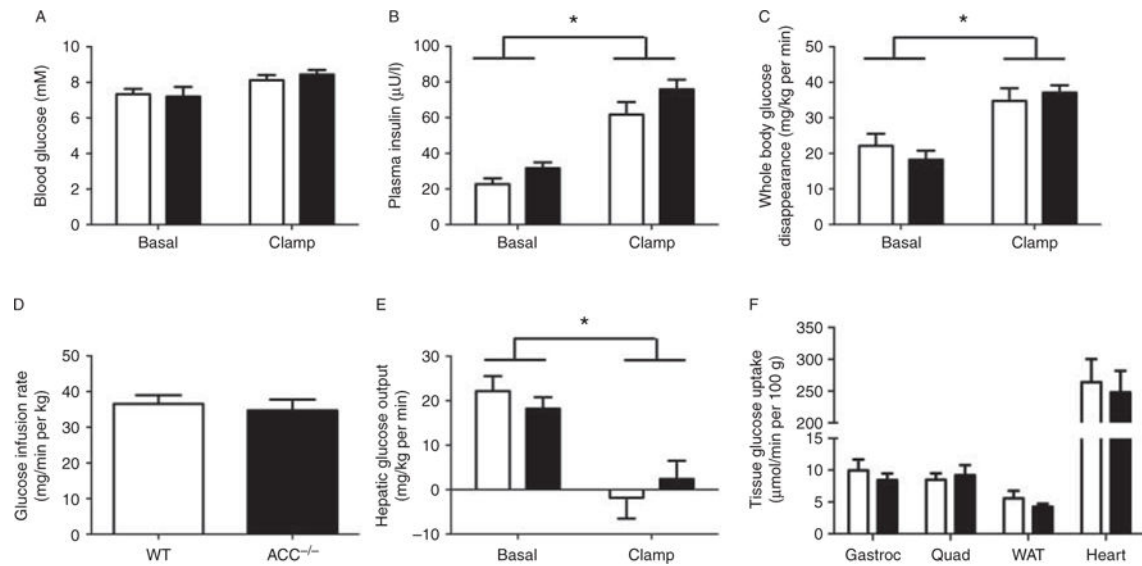 A
Blood glucose (mM)
10
8
6
4
2
0
Basal
Clamp
B
*
Plasma insulin (μU/l)
100
80
60
40
20
0
Basal
Clamp
C
*
Whole body glucose
disappearance (mg/kg per min)
50
40
30
20
10
0
Basal
Clamp
D
Glucose infusion rate
(mg/min per kg)
50
40
30
20
10
0
WT
ACC−/−
E
*
Hepatic glucose output
(mg/kg per min)
30
20
10
0
−10
Basal
Clamp
F
Tissue glucose uptake
(μmol/min per 100 g)
350
300
250
200
15
10
5
0
Gastroc
Quad
WAT
Heart